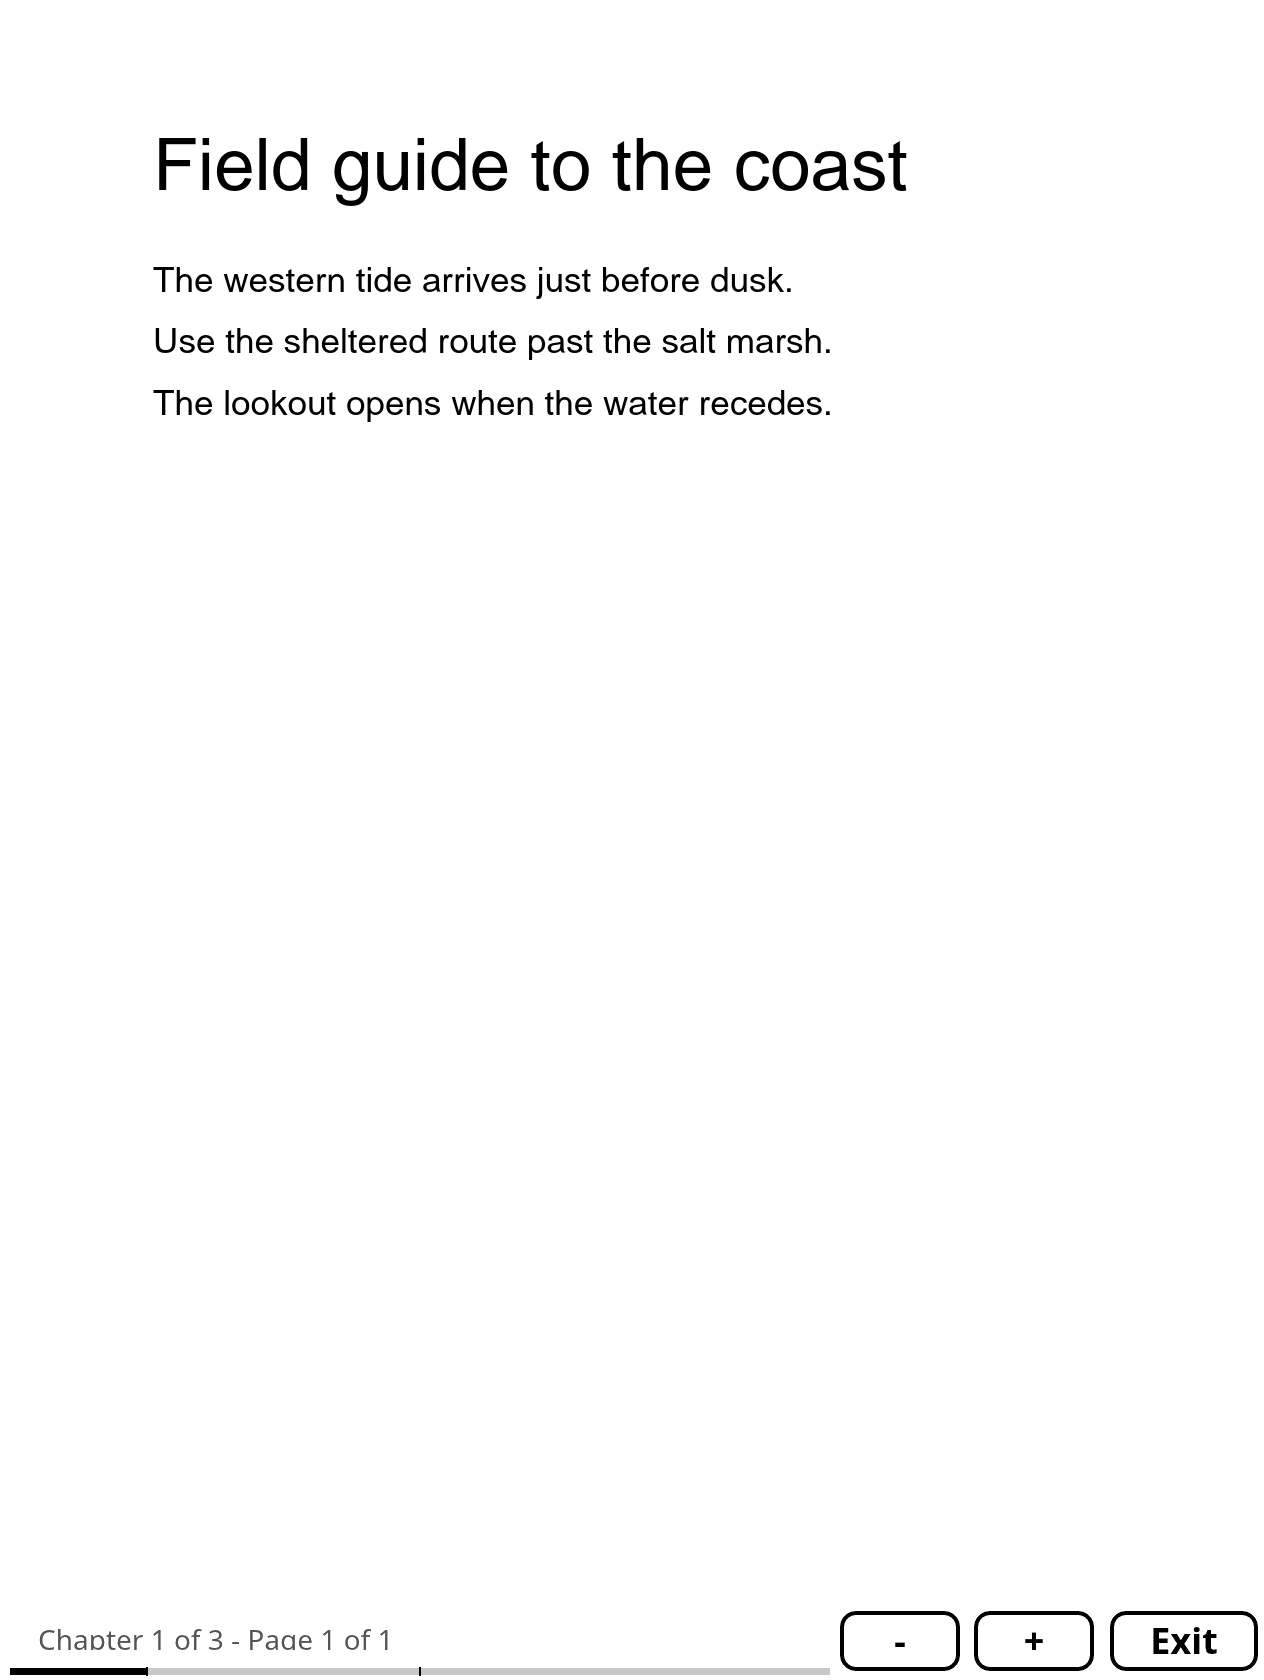 Field guide to the coast
The western tide arrives just before dusk.
Use the sheltered route past the salt marsh.
The lookout opens when the water recedes.
Chapter 1 of 3 - Page 1 of 1
-
+
Exit